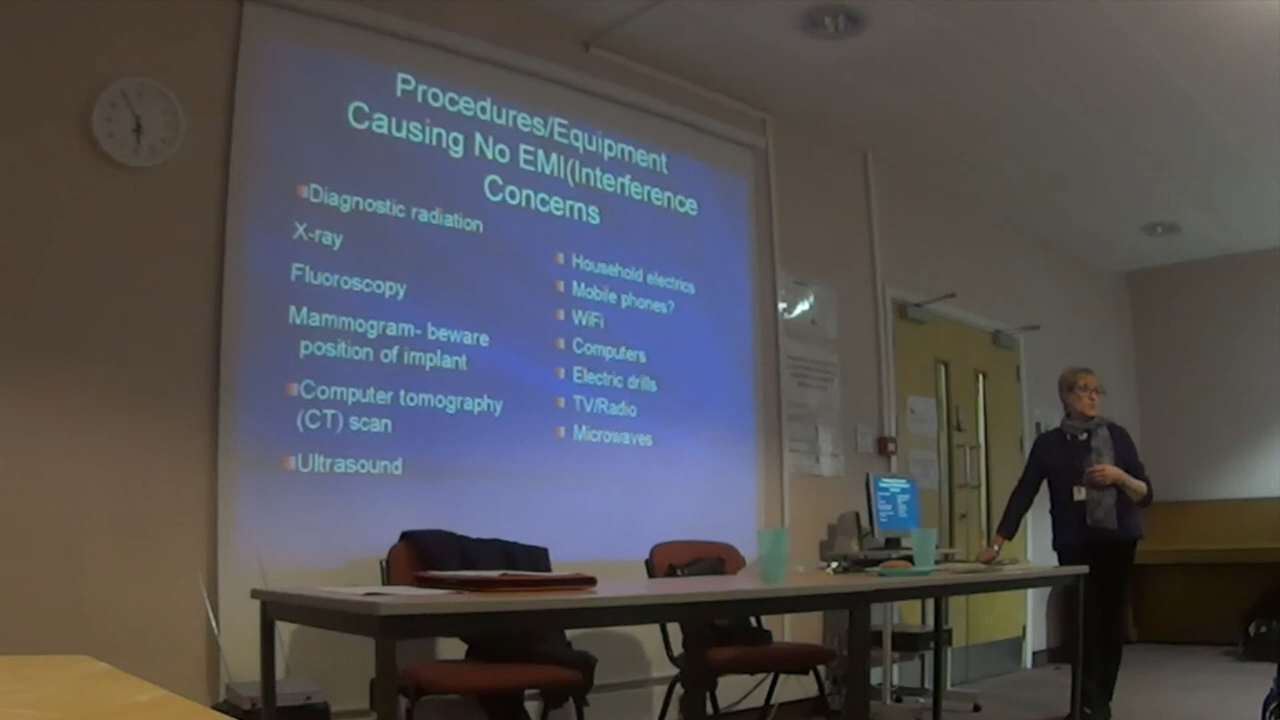 Procedures/Equipment
Causing No EMI(Interference
Concerns
Diagnostic radiation
X-ray
Fluoroscopy
Mammogram- beware
position of implant
Computer tomography
(CT) scan
Ultrasound
Household electrics
Mobile phones?
WiFi
Computers
Electric drills
TV/Radio
Microwaves